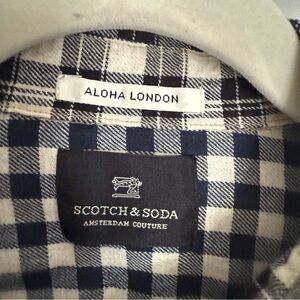 ALOHA LONDON
SCOTCH & SODA
AMSTERDAM COUTURE